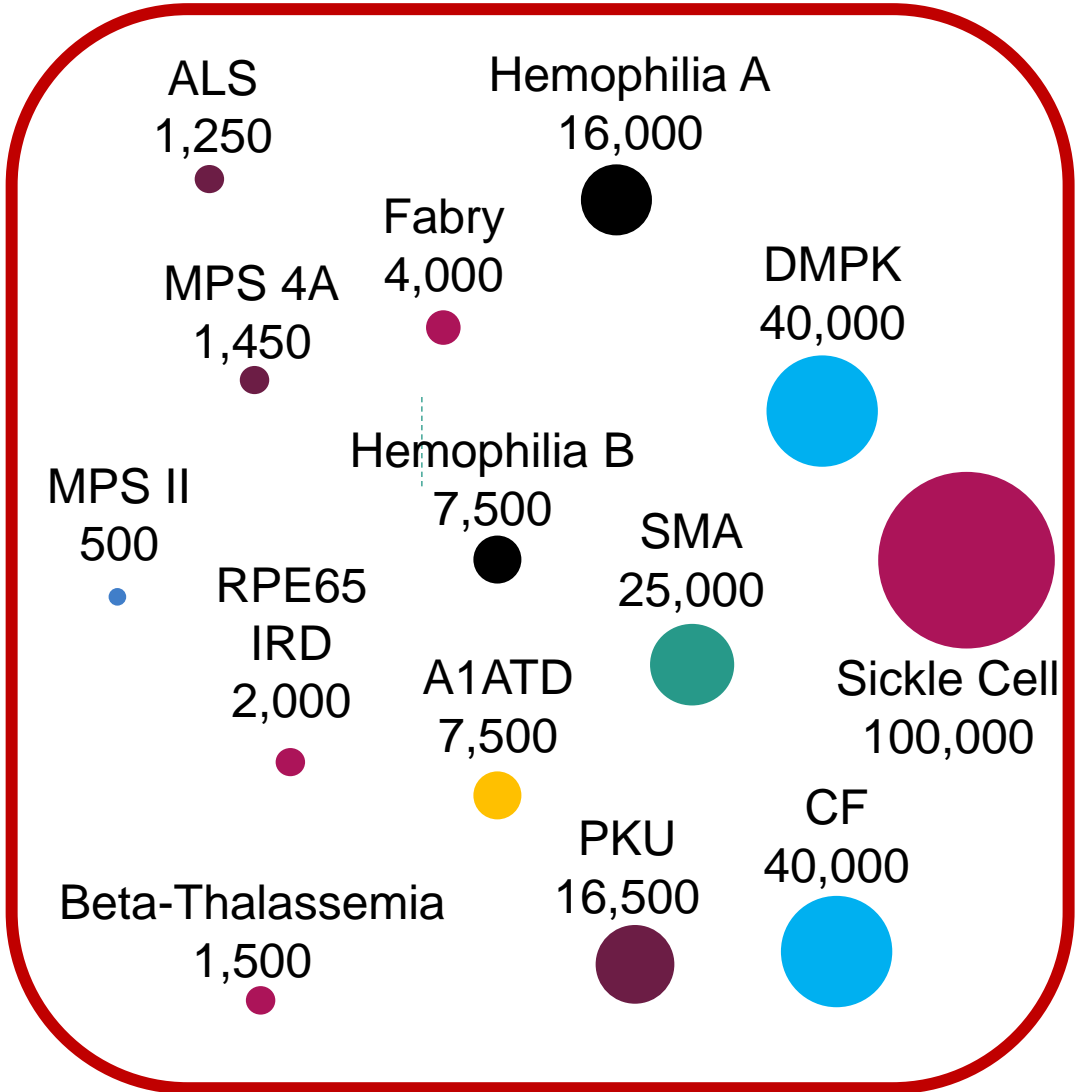 ALS
1,250
Hemophilia A
16,000
Fabry
4,000
MPS 4A
1,450
DMPK
40,000
Hemophilia B
7,500
MPS II
500
SMA
25,000
RPE65
IRD
2,000
A1ATD
7,500
Sickle Cell
100,000
PKU
16,500
CF
40,000
Beta-Thalassemia
1,500